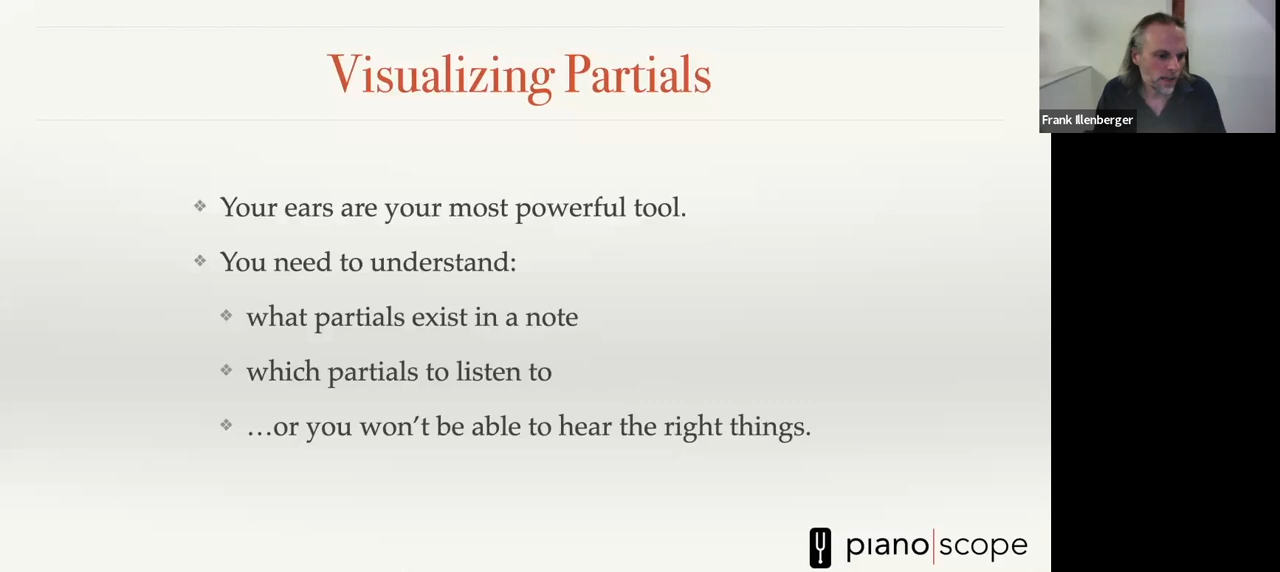 Visualizing Partials
Frank Illenberger
Your ears are your most powerful tool.
You need to understand:
what partials exist in a note
which partials to listen to
…or you won’t be able to hear the right things.
piano|scope